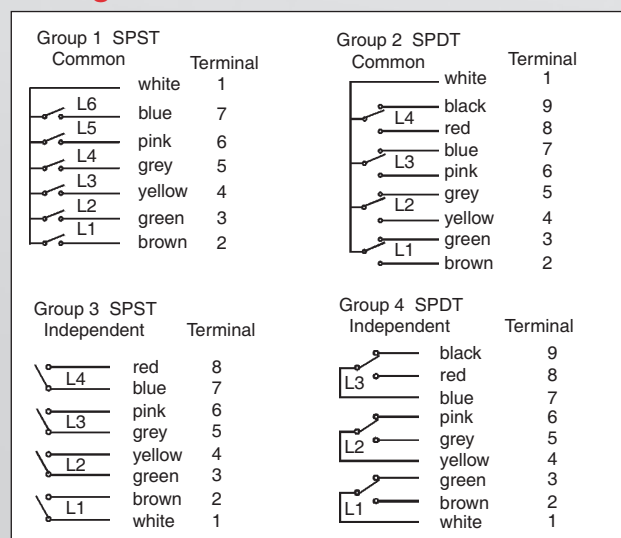 Group 1 SPST
Common Terminal
white 1
L6 blue 7
L5 pink 6
L4 grey 5
L3 yellow 4
L2 green 3
L1 brown 2
Group 2 SPDT
Common Terminal
white 1
black 9
L4 red 8
blue 7
L3 pink 6
grey 5
L2 yellow 4
green 3
L1 brown 2
Group 3 SPST
Independent Terminal
red 8
L4 blue 7
pink 6
L3 grey 5
yellow 4
L2 green 3
brown 2
L1 white 1
Group 4 SPDT
Independent Terminal
black 9
L3 red 8
blue 7
pink 6
L2 grey 5
yellow 4
green 3
L1 brown 2
white 1